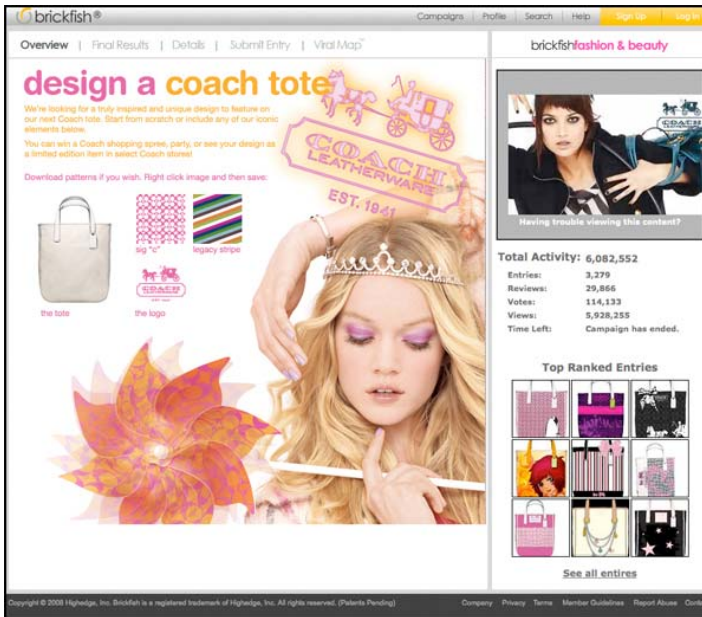 brickfish®
Campaigns | Profile | Search | Help Sign Up Log In
Overview | Final Results | Details | Submit Entry | Viral Map™
brickfishfashion & beauty
design a coach tote
We're looking for a truly inspired and unique design to feature on
our next Coach tote. Start from scratch or include any of our iconic
elements below.
You can win a Coach shopping spree, party, or see your design as
a limited edition item in select Coach stores!
Download patterns if you wish. Right click image and then save:
sig "c"
legacy stripe
COACH
the tote
the logo
COACH
LEATHERWARE
EST. 1941
COACH
Having trouble viewing this content?
Total Activity: 6,082,552
Entries: 3,279
Reviews: 29,866
Votes: 114,133
Views: 5,928,255
Time Left: Campaign has ended.
Top Ranked Entries
See all entires
Copyright © 2008 Highedge, Inc. Brickfish is a registered trademark of Highedge, Inc. All rights reserved. (Patents Pending)
Company Privacy Terms Member Guidelines Report Abuse Conta